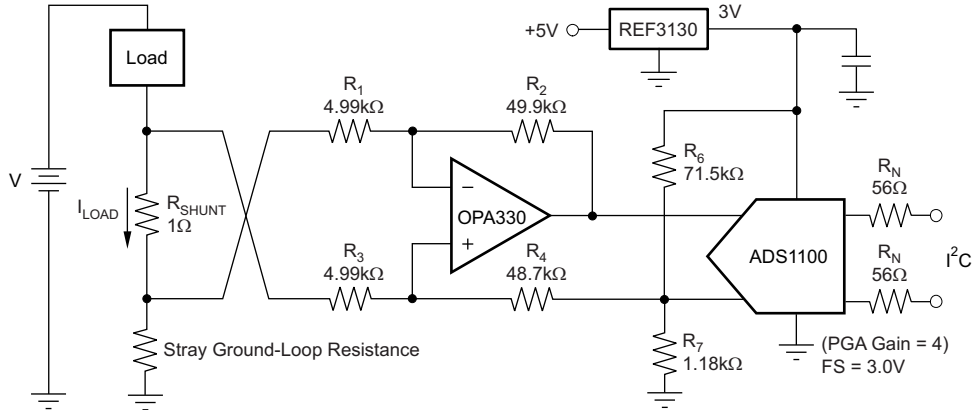 3V
+5V
REF3130
Load
R1
4.99kΩ
R2
49.9kΩ
V
ILOAD
RSHUNT
1Ω
−
+
OPA330
R6
71.5kΩ
RN
56Ω
ADS1100
I2C
R3
4.99kΩ
R4
48.7kΩ
RN
56Ω
Stray Ground-Loop Resistance
R7
1.18kΩ
(PGA Gain = 4)
FS = 3.0V